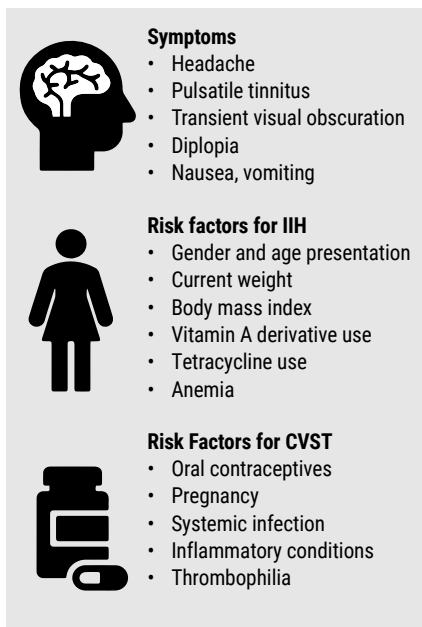 Symptoms
• Headache
• Pulsatile tinnitus
• Transient visual obscuration
• Diplopia
• Nausea, vomiting
Risk factors for IIH
• Gender and age presentation
• Current weight
• Body mass index
• Vitamin A derivative use
• Tetracycline use
• Anemia
Risk Factors for CVST
• Oral contraceptives
• Pregnancy
• Systemic infection
• Inflammatory conditions
• Thrombophilia